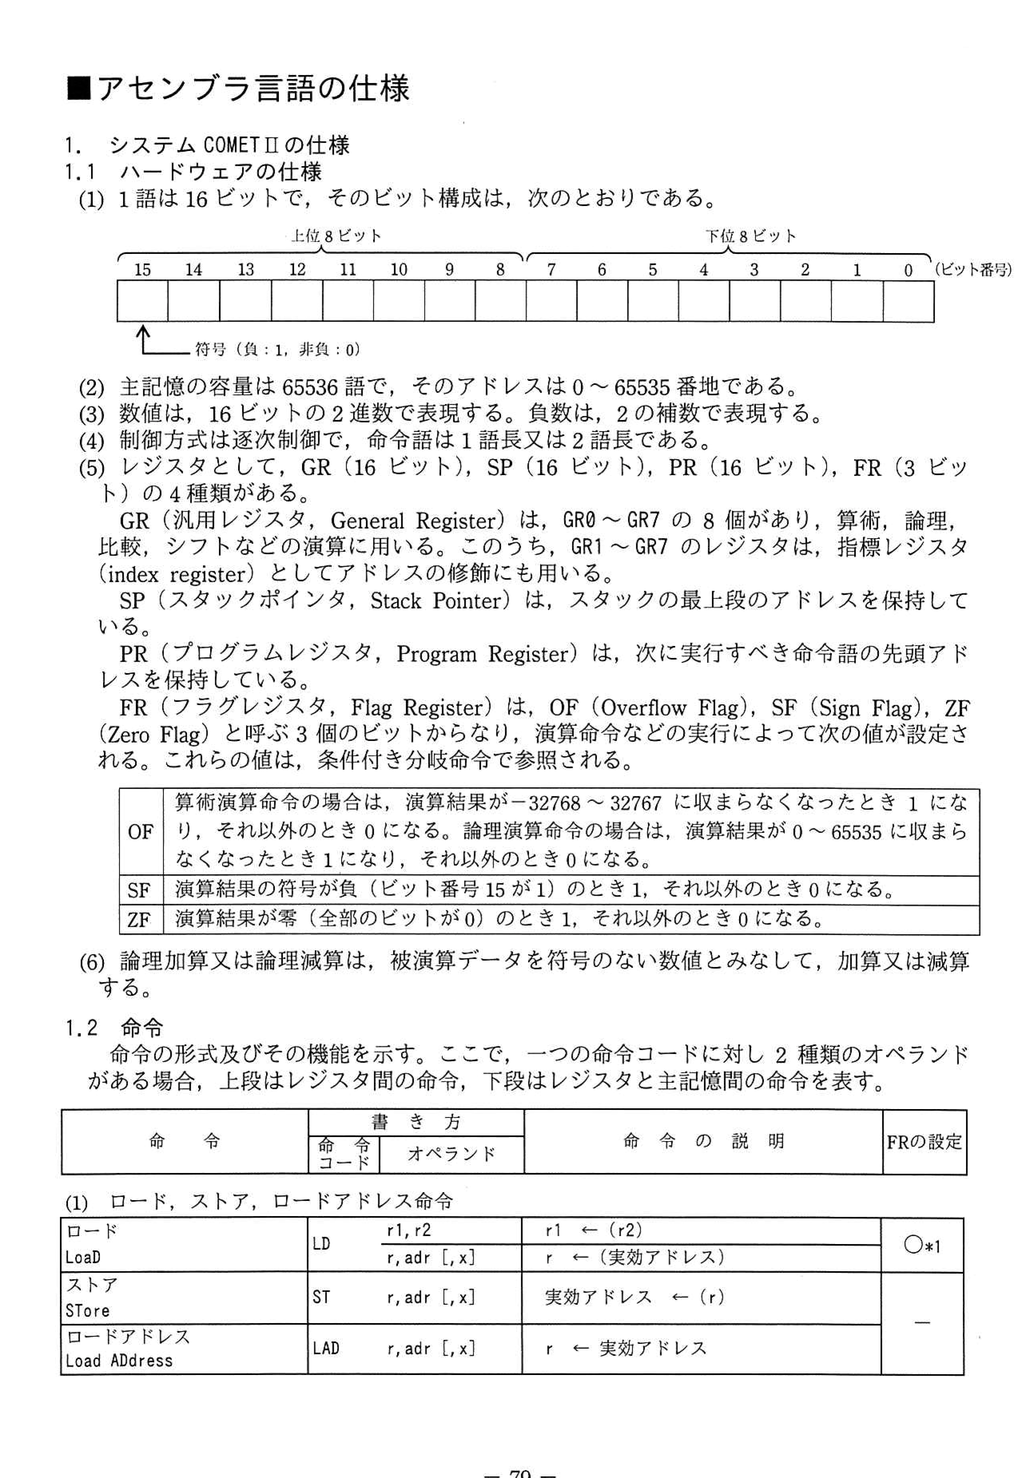 ■アセンブラ言語の仕様
1. システム COMETⅡの仕様
1.1 ハードウェアの仕様
(1) 1語は16ビットで，そのビット構成は，次のとおりである。
上位8ビット 下位8ビット
15 14 13 12 11 10 9 8 7 6 5 4 3 2 1 0 (ビット番号)
符号（負：1，非負：0）
(2) 主記憶の容量は65536語で，そのアドレスは0～65535番地である。
(3) 数値は，16ビットの2進数で表現する。負数は，2の補数で表現する。
(4) 制御方式は逐次制御で，命令語は1語長又は2語長である。
(5) レジスタとして，GR（16ビット），SP（16ビット），PR（16ビット），FR（3ビッ
ト）の4種類がある。
GR（汎用レジスタ，General Register）は，GR0～GR7の8個があり，算術，論理，
比較，シフトなどの演算に用いる。このうち，GR1～GR7のレジスタは，指標レジスタ
（index register）としてアドレスの修飾にも用いる。
SP（スタックポインタ，Stack Pointer）は，スタックの最上段のアドレスを保持して
いる。
PR（プログラムレジスタ，Program Register）は，次に実行すべき命令語の先頭アド
レスを保持している。
FR（フラグレジスタ，Flag Register）は，OF（Overflow Flag），SF（Sign Flag），ZF
（Zero Flag）と呼ぶ3個のビットからなり，演算命令などの実行によって次の値が設定さ
れる。これらの値は，条件付き分岐命令で参照される。
算術演算命令の場合は，演算結果が－32768～32767に収まらなくなったとき1にな
OF り，それ以外のとき0になる。論理演算命令の場合は，演算結果が0～65535に収まら
なくなったとき1になり，それ以外のとき0になる。
SF 演算結果の符号が負（ビット番号15が1）のとき1，それ以外のとき0になる。
ZF 演算結果が零（全部のビットが0）のとき1，それ以外のとき0になる。
(6) 論理加算又は論理減算は，被演算データを符号のない数値とみなして，加算又は減算
する。
1.2 命令
命令の形式及びその機能を示す。ここで，一つの命令コードに対し2種類のオペランド
がある場合，上段はレジスタ間の命令，下段はレジスタと主記憶間の命令を表す。
書き方
命令 命令 オペランド 命令の説明 FRの設定
コード
(1) ロード，ストア，ロードアドレス命令
ロード r1,r2 r1 ←（r2）
LoaD LD r,adr [,x] r ←（実効アドレス） ○*1
ストア ST r,adr [,x] 実効アドレス ←（r） －
STore
ロードアドレス LAD r,adr [,x] r ← 実効アドレス
Load ADdress
－ 79 －